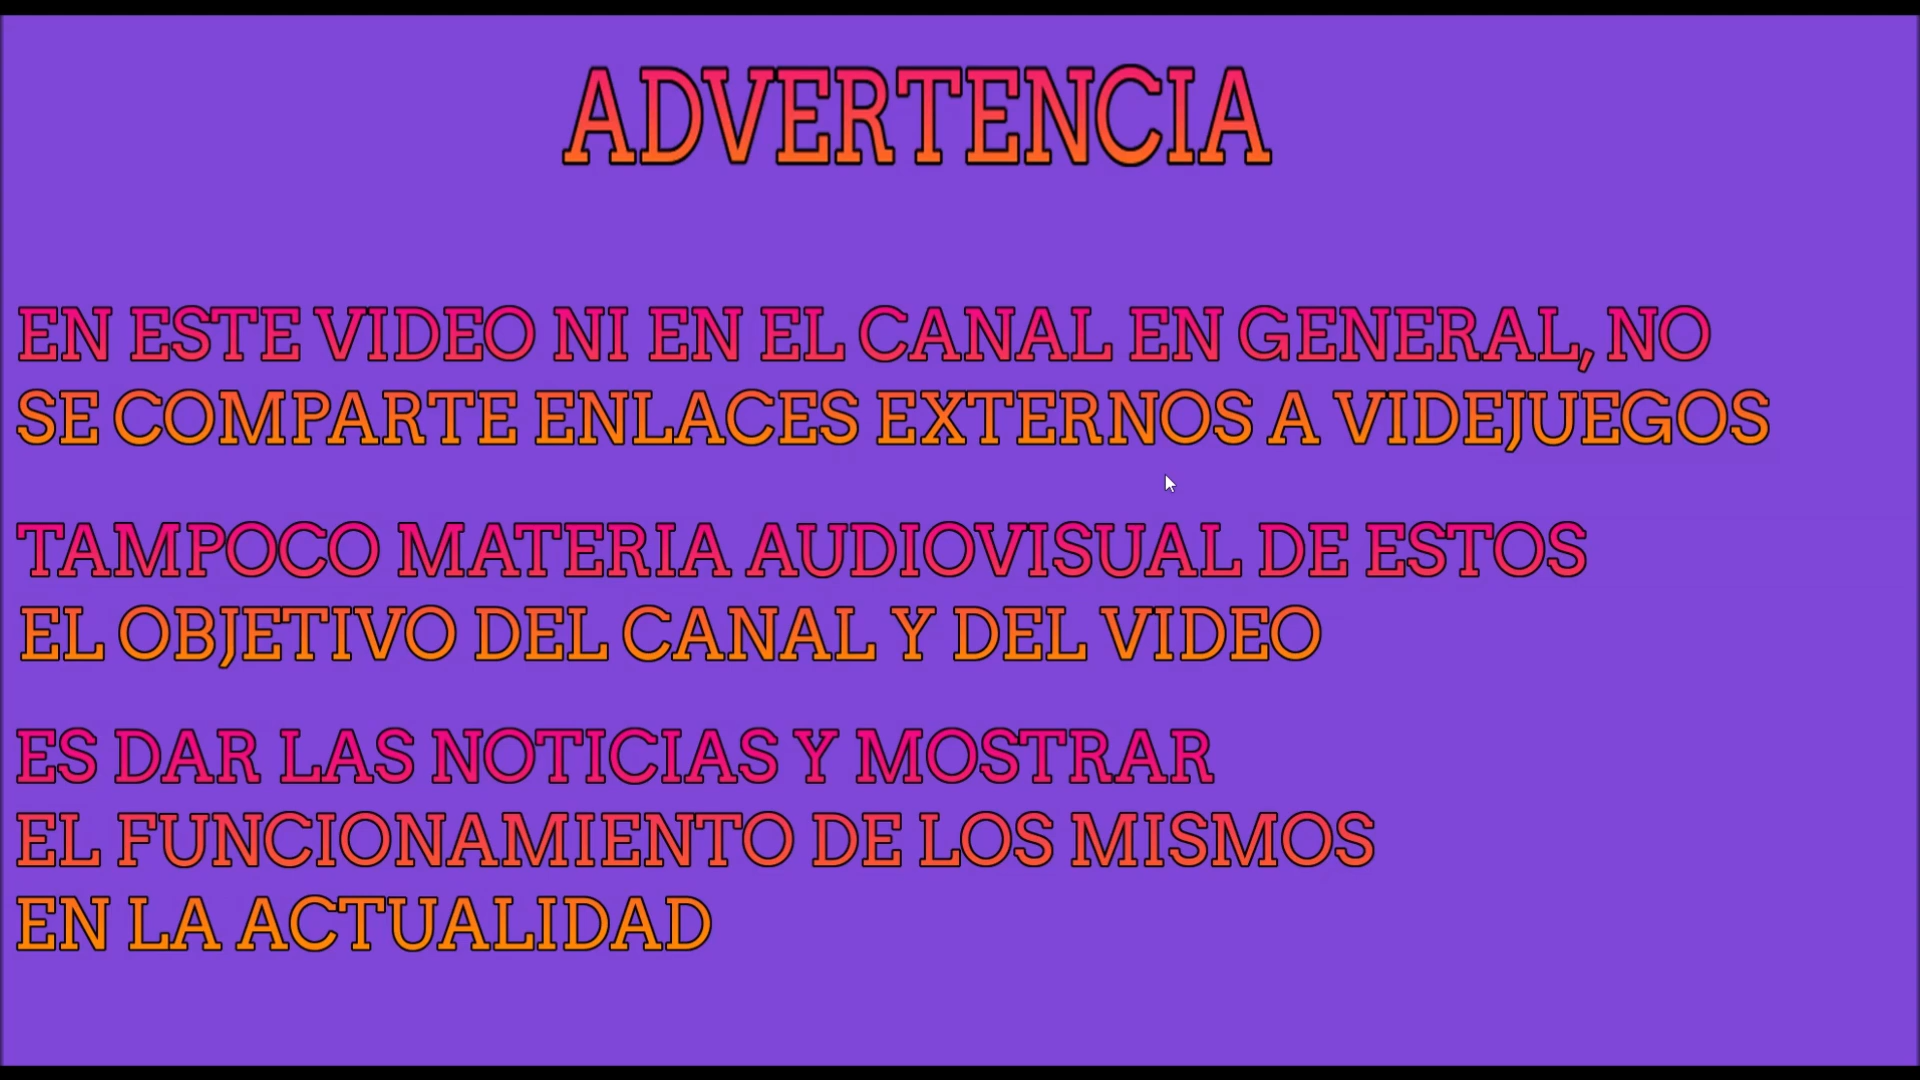 ADVERTENCIA
EN ESTE VIDEO NI EN EL CANAL EN GENERAL, NO
SE COMPARTE ENLACES EXTERNOS A VIDEJUEGOS
TAMPOCO MATERIA AUDIOVISUAL DE ESTOS
EL OBJETIVO DEL CANAL Y DEL VIDEO
ES DAR LAS NOTICIAS Y MOSTRAR
EL FUNCIONAMIENTO DE LOS MISMOS
EN LA ACTUALIDAD